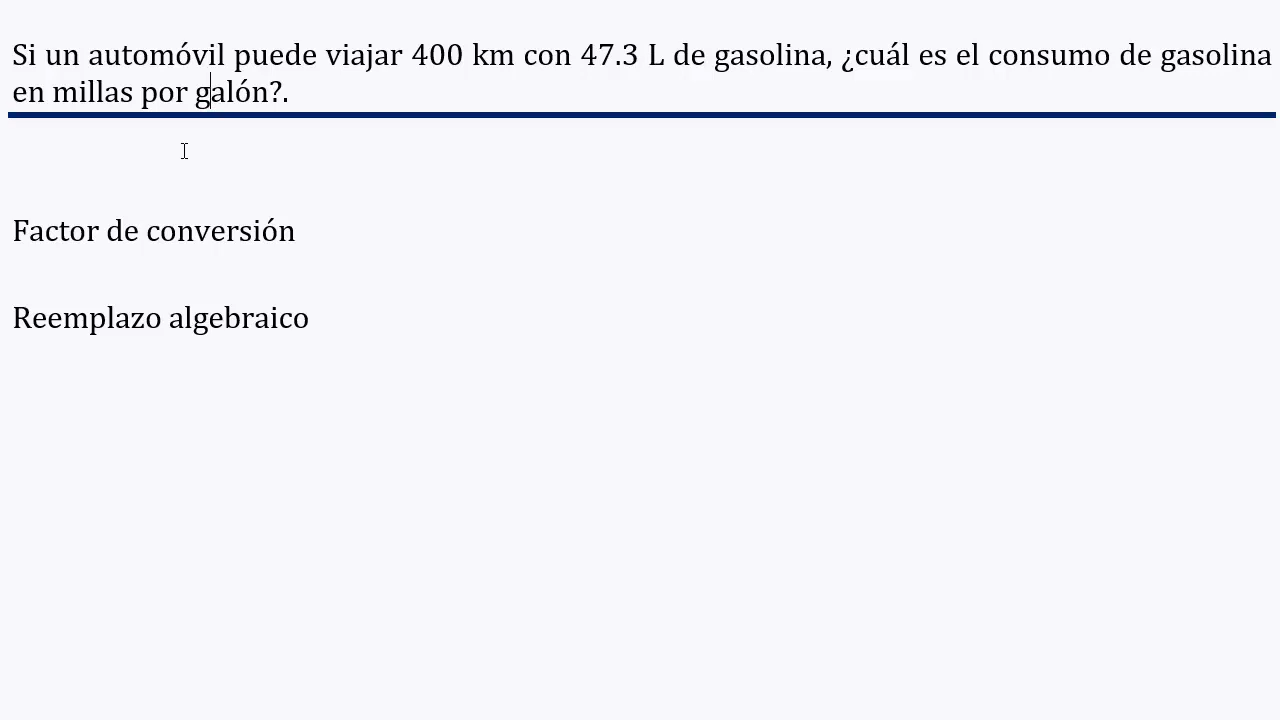 Si un automóvil puede viajar 400 km con 47.3 L de gasolina, ¿cuál es el consumo de gasolina
en millas por galón?.
Factor de conversión
Reemplazo algebraico